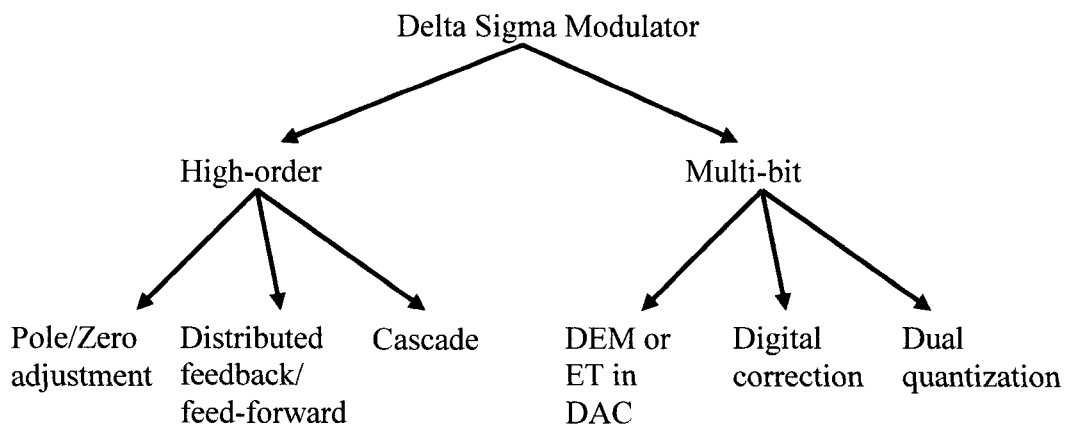 Delta Sigma Modulator
High-order
Multi-bit
Pole/Zero
adjustment
Distributed
feedback/
feed-forward
Cascade
DEM or
ET in
DAC
Digital
correction
Dual
quantization